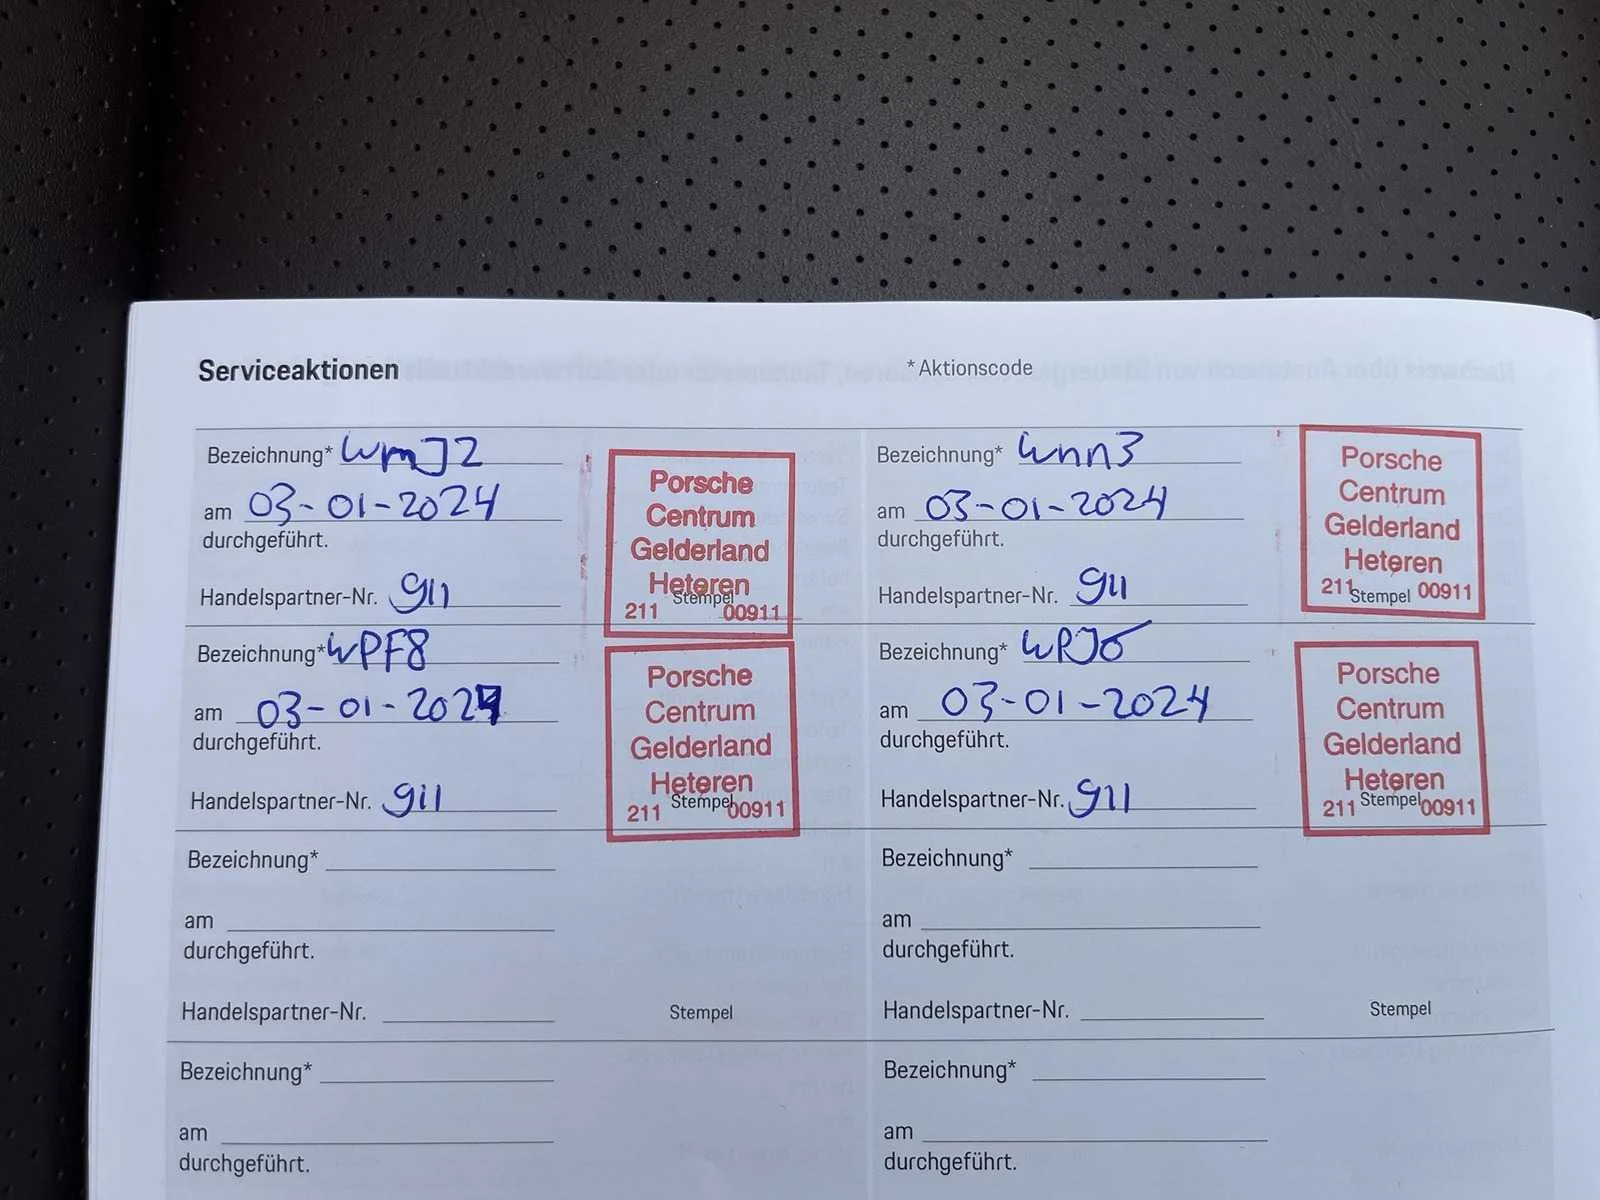 Serviceaktionen
*Aktionscode
Bezeichnung* WPMJ2
am 03-01-2024
durchgeführt.
Handelspartner-Nr. 911
Stempel
Porsche
Centrum
Gelderland
Heteren
211 00911
Bezeichnung* WNN3
am 03-01-2024
durchgeführt.
Handelspartner-Nr. 911
Stempel
Porsche
Centrum
Gelderland
Heteren
211 00911
Bezeichnung* WPF8
am 03-01-2024
durchgeführt.
Handelspartner-Nr. 911
Stempel
Porsche
Centrum
Gelderland
Heteren
211 00911
Bezeichnung*
am 03-01-2024
durchgeführt.
Handelspartner-Nr. 911
Stempel
Porsche
Centrum
Gelderland
Heteren
211 00911
Bezeichnung*
am
durchgeführt.
Handelspartner-Nr.
Stempel
Bezeichnung*
am
durchgeführt.
Handelspartner-Nr.
Stempel
Bezeichnung*
am
durchgeführt.
Bezeichnung*
am
durchgeführt.